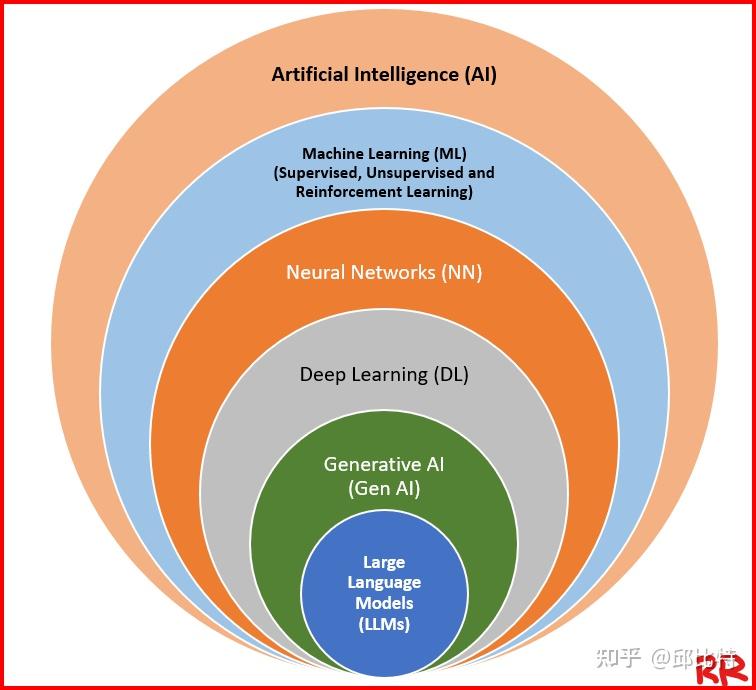 Artificial Intelligence (AI)
Machine Learning (ML)
(Supervised, Unsupervised and
Reinforcement Learning)
Neural Networks (NN)
Deep Learning (DL)
Generative AI
(Gen AI)
Large
Language
Models
(LLMs)
知乎 @邱比特
RR